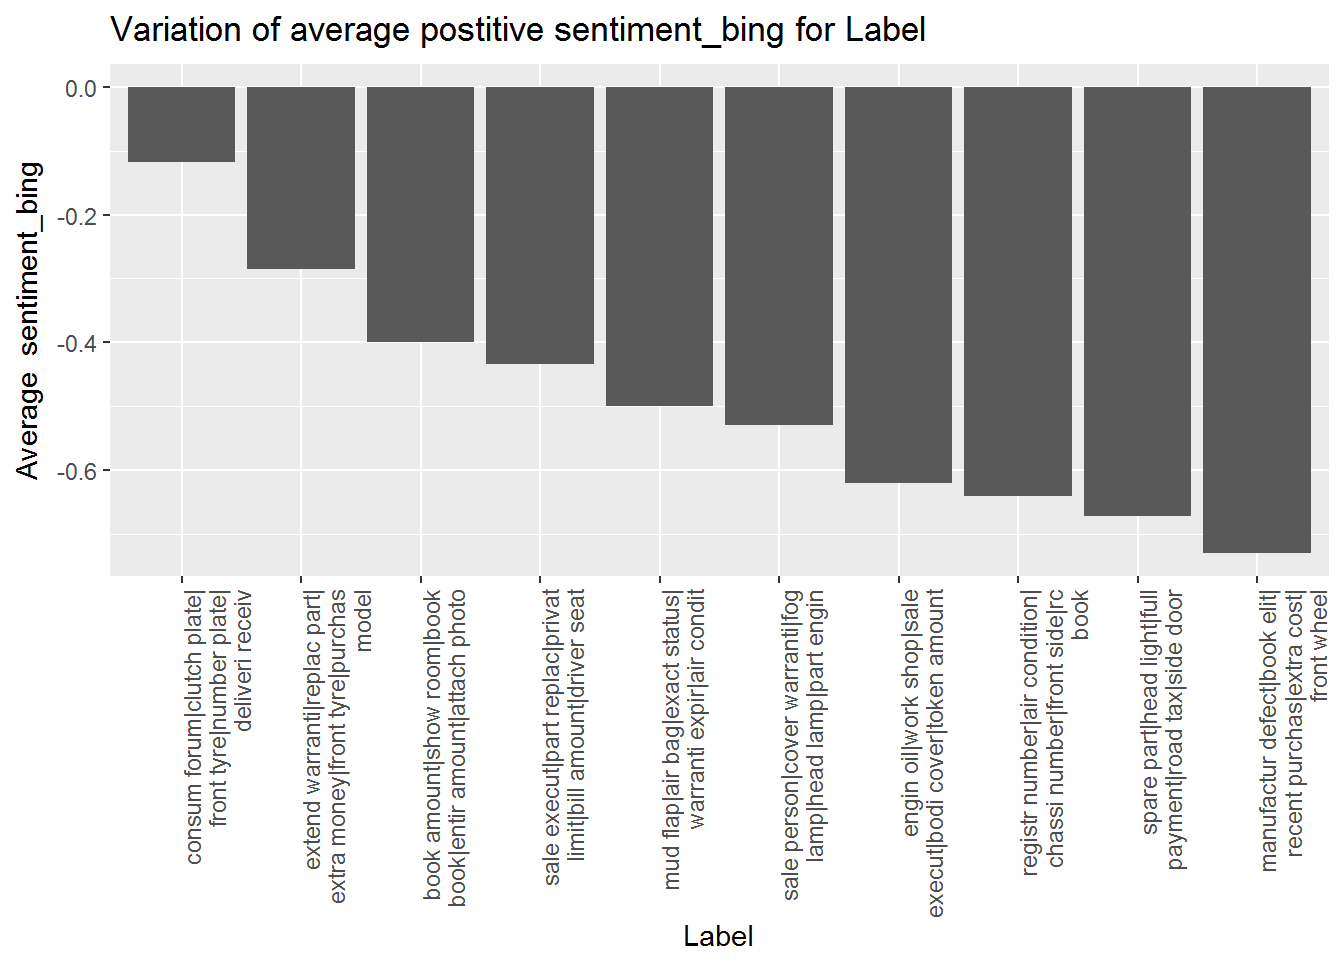 Variation of average postitive sentiment_bing for Label
Average  sentiment_bing
0.0
-0.2
-0.4
-0.6
consum forum|clutch plate|
front tyre|number plate|
deliveri receiv
extend warranti|replac part|
extra money|front tyre|purchas
model
book amount|show room|book
book|entir amount|attach photo
sale execut|part replac|privat
limit|bill amount|driver seat
mud flap|air bag|exact status|
warranti expir|air condit
sale person|cover warranti|fog
lamp|head lamp|part engin
engin oil|work shop|sale
execut|bodi cover|token amount
registr number|air condition|
chassi number|front side|rc
book
spare part|head light|full
payment|road tax|side door
manufactur defect|book elit|
recent purchas|extra cost|
front wheel
Label